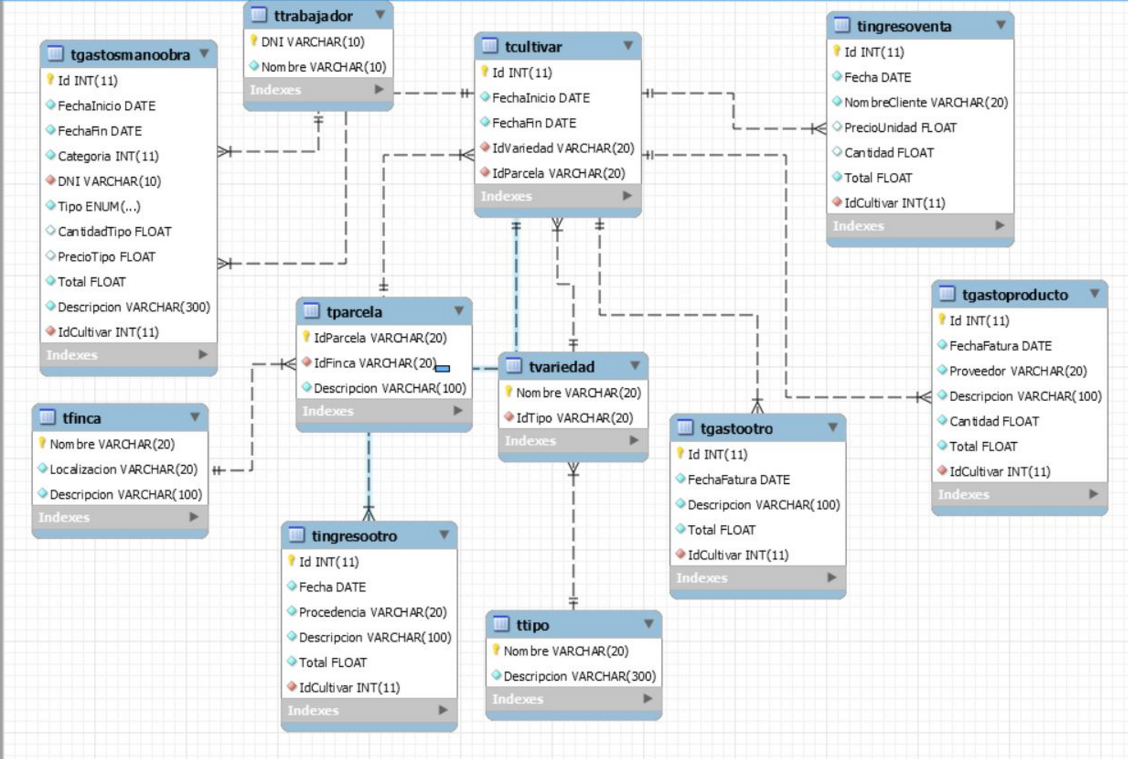 ttrabajador
DNI VARCHAR(10)
Nombre VARCHAR(10)
Indexes
tgastosmanoobra
Id INT(11)
FechaInicio DATE
FechaFin DATE
Categoria INT(11)
DNI VARCHAR(10)
Tipo ENUM(...)
CantidadTipo FLOAT
PrecioTipo FLOAT
Total FLOAT
Descripcion VARCHAR(300)
IdCultivar INT(11)
Indexes
tcultivar
Id INT(11)
FechaInicio DATE
FechaFin DATE
IdVariedad VARCHAR(20)
IdParcela VARCHAR(20)
Indexes
tingresoventa
Id INT(11)
Fecha DATE
NombreCliente VARCHAR(20)
PrecioUnidad FLOAT
Cantidad FLOAT
Total FLOAT
IdCultivar INT(11)
Indexes
tparcela
IdParcela VARCHAR(20)
IdFinca VARCHAR(20)
Descripcion VARCHAR(100)
Indexes
tvariedad
Nombre VARCHAR(20)
IdTipo VARCHAR(20)
Indexes
tgastoproducto
Id INT(11)
FechaFatura DATE
Proveedor VARCHAR(20)
Descripcion VARCHAR(100)
Cantidad FLOAT
Total FLOAT
IdCultivar INT(11)
Indexes
tfinca
Nombre VARCHAR(20)
Localizacion VARCHAR(20)
Descripcion VARCHAR(100)
Indexes
tgastootro
Id INT(11)
FechaFatura DATE
Descripcion VARCHAR(100)
Total FLOAT
IdCultivar INT(11)
Indexes
tingresootro
Id INT(11)
Fecha DATE
Procedencia VARCHAR(20)
Descripcion VARCHAR(100)
Total FLOAT
IdCultivar INT(11)
Indexes
ttipo
Nombre VARCHAR(20)
Descripcion VARCHAR(300)
Indexes